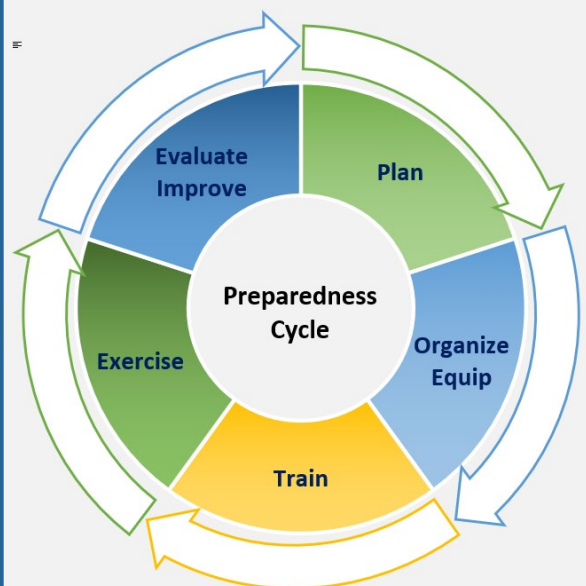 Evaluate
Improve
Plan
Preparedness
Cycle
Organize
Equip
Exercise
Train